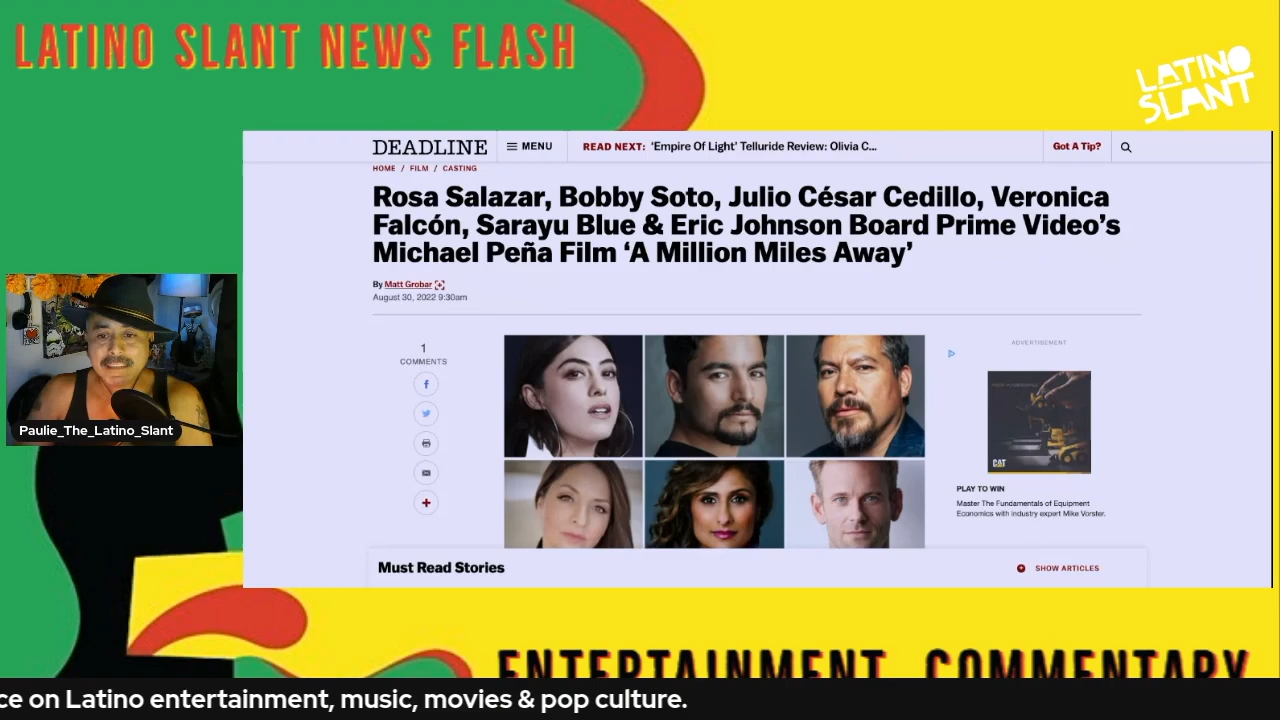 LATINO SLANT NEWS FLASH
LATINO
SLANT
DEADLINE
MENU
READ NEXT: ‘Empire Of Light’ Telluride Review: Olivia C...
Got A Tip?
HOME / FILM / CASTING
Rosa Salazar, Bobby Soto, Julio César Cedillo, Veronica
Falcón, Sarayu Blue & Eric Johnson Board Prime Video’s
Michael Peña Film ‘A Million Miles Away’
By Matt Grobar
August 30, 2022 9:30am
1
COMMENTS
ADVERTISEMENT
CAT
PLAY TO WIN
Master The Fundamentals of Equipment
Economics with industry expert Mike Vorster.
Paulie_The_Latino_Slant
Must Read Stories
SHOW ARTICLES
ENTERTAINMENT COMMENTARY
ce on Latino entertainment, music, movies & pop culture.